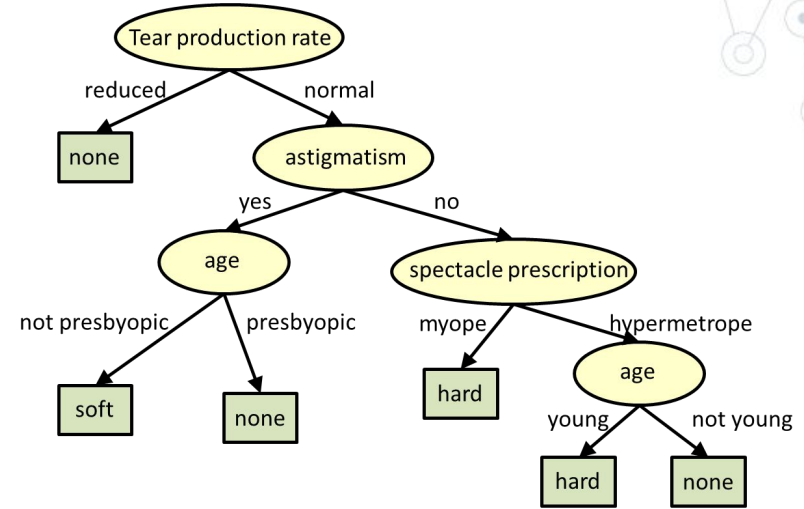 Tear production rate
reduced
normal
none
astigmatism
yes
no
age
spectacle prescription
not presbyopic
presbyopic
myope
hypermetrope
soft
none
hard
age
young
not young
hard
none